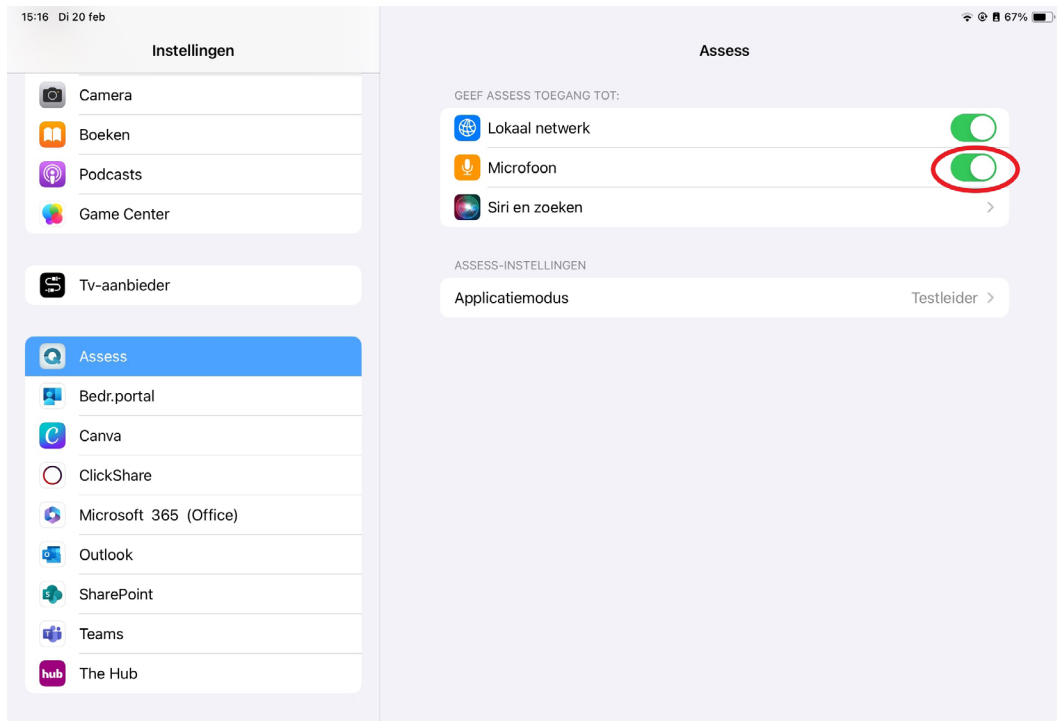 15:16 Di 20 feb
67%
Instellingen
Camera
Boeken
Podcasts
Game Center
Tv-aanbieder
Assess
Bedr.portal
Canva
ClickShare
Microsoft 365 (Office)
Outlook
SharePoint
Teams
hub The Hub
Assess
GEEF ASSESS TOEGANG TOT:
Lokaal netwerk
Microfoon
Siri en zoeken
ASSESS-INSTELLINGEN
Applicatiemodus Testleider